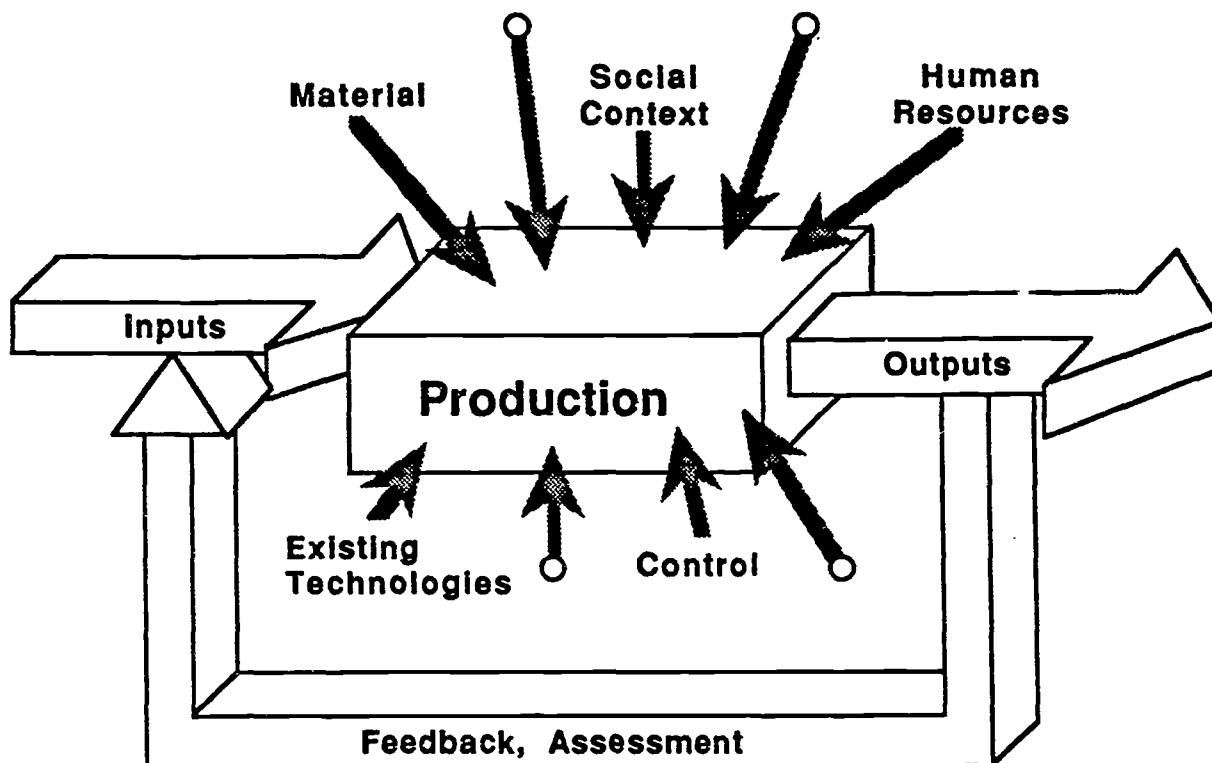 Material
Social
Context
Human
Resources
Inputs
Outputs
Production
Existing
Technologies
Control
Feedback, Assessment